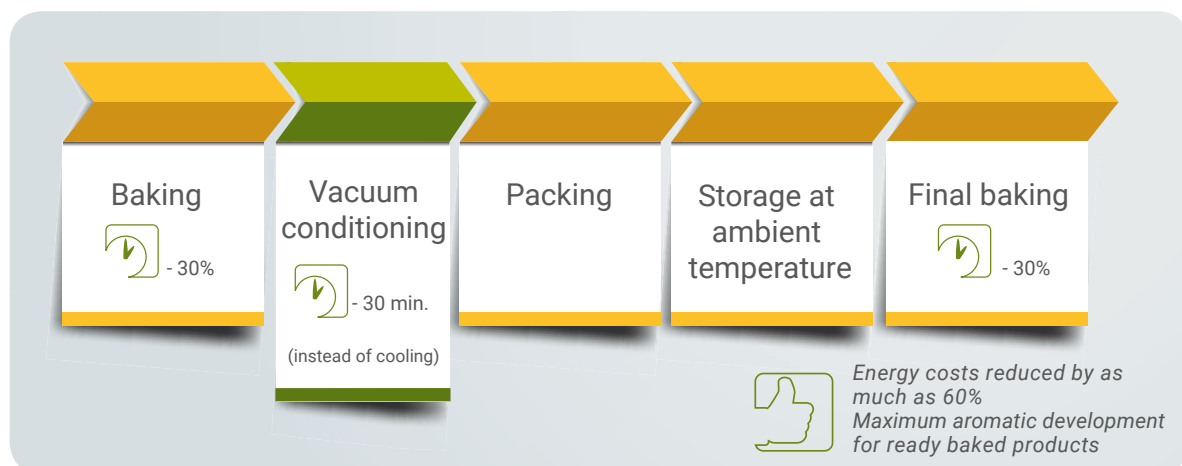 Baking
- 30%
Vacuum
conditioning
- 30 min.
(instead of cooling)
Packing
Storage at
ambient
temperature
Final baking
- 30%
Energy costs reduced by as
much as 60%
Maximum aromatic development
for ready baked products